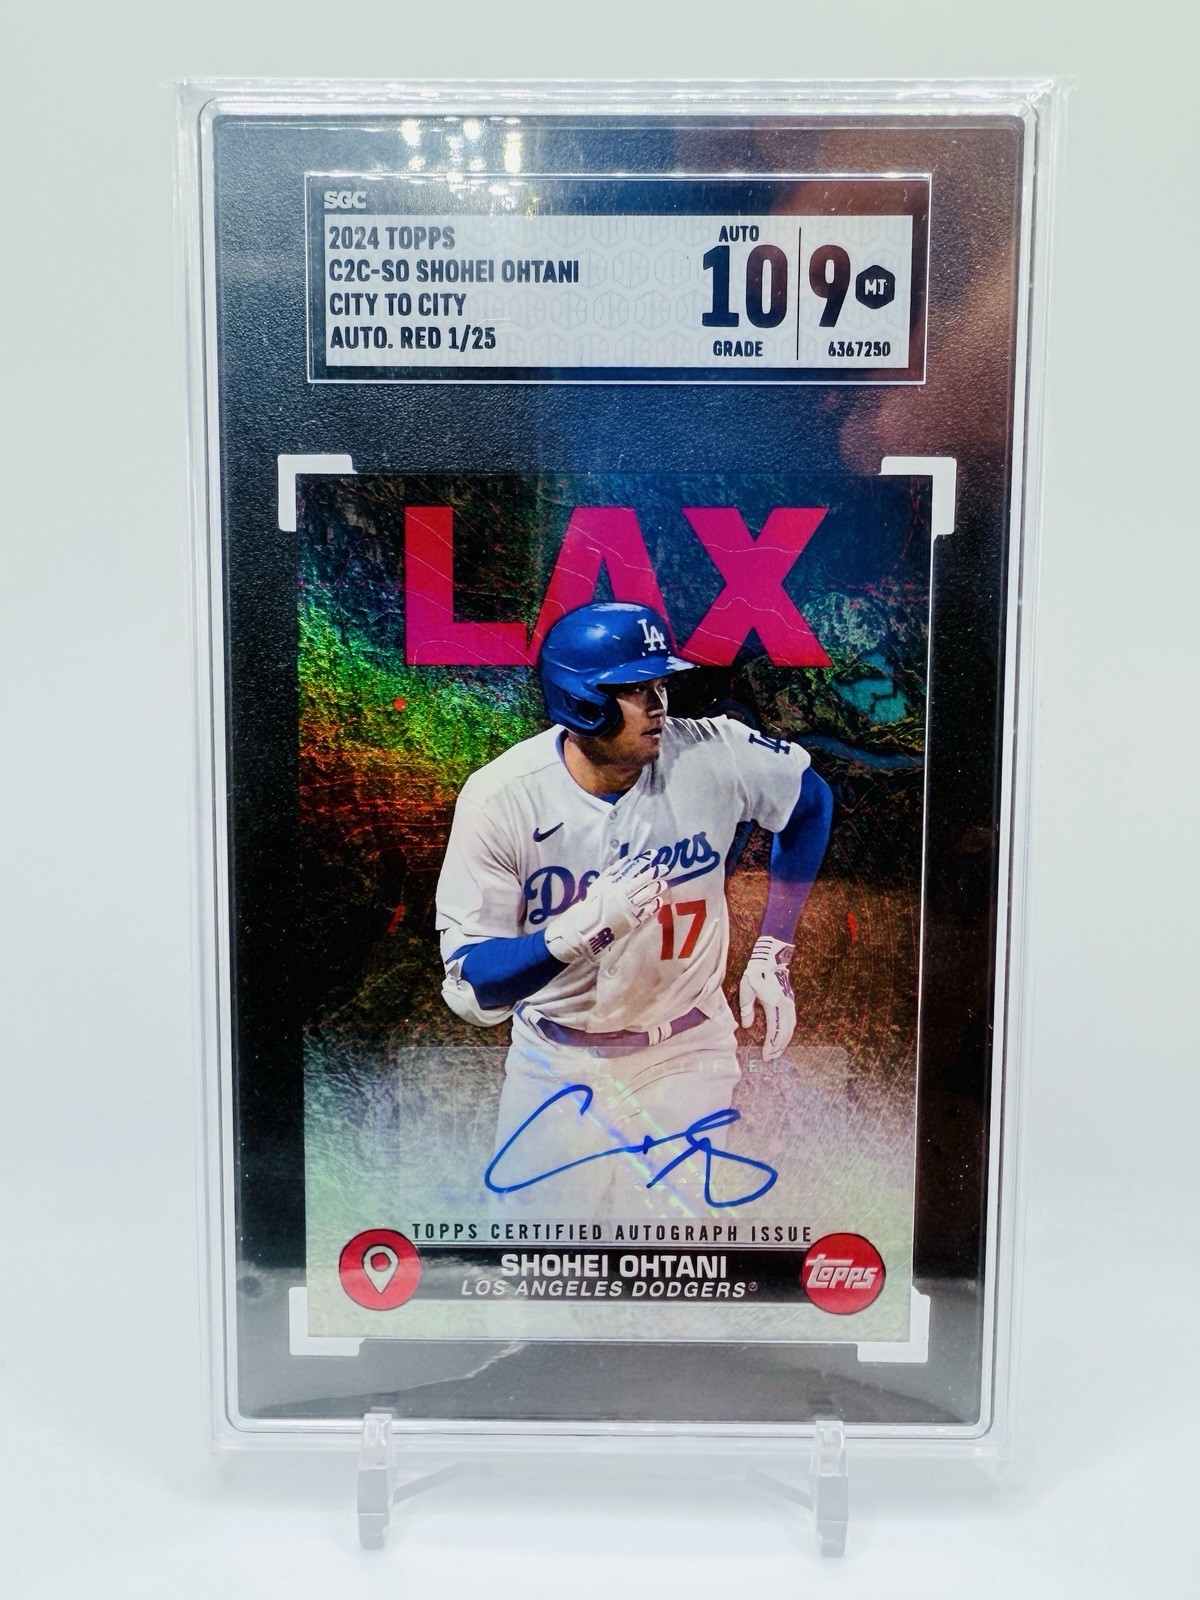 SGC
2024 TOPPS
C2C-SO SHOHEI OHTANI
CITY TO CITY
AUTO. RED 1/25
AUTO
10
GRADE
9
MT
6367250
LAX
LA
LA
Dodgers
17
TOPPS CERTIFIED AUTOGRAPH ISSUE
SHOHEI OHTANI
LOS ANGELES DODGERS®
topps